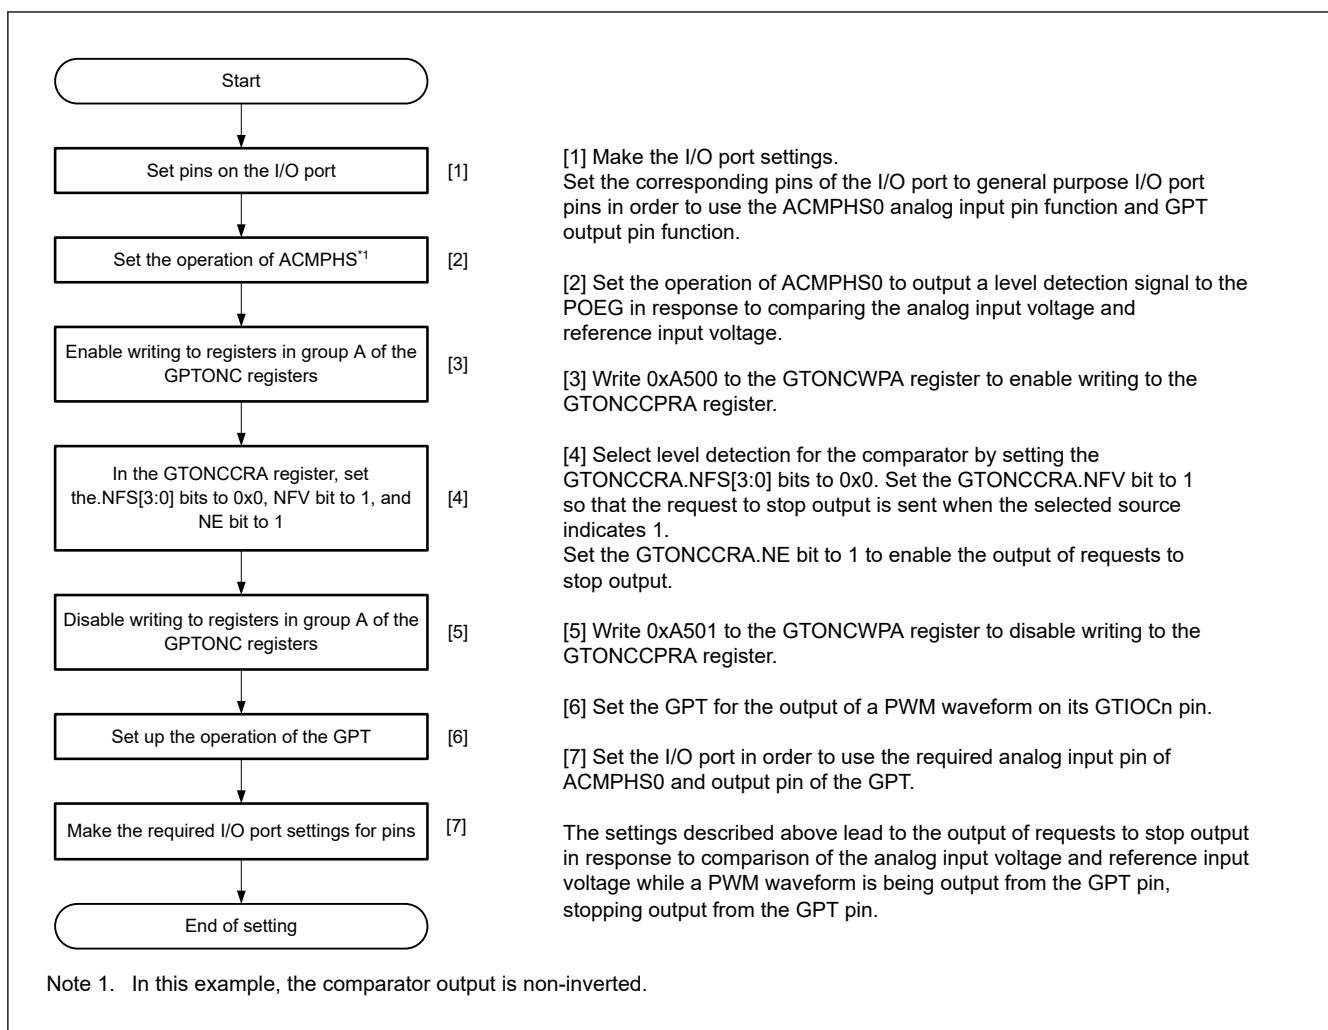 Start
Set pins on the I/O port
[1]
Set the operation of ACMPHS*1
[2]
Enable writing to registers in group A of the
GPTONC registers
[3]
In the GTONCCRA register, set
the.NFS[3:0] bits to 0x0, NFV bit to 1, and
NE bit to 1
[4]
Disable writing to registers in group A of the
GPTONC registers
[5]
Set up the operation of the GPT
[6]
Make the required I/O port settings for pins
[7]
End of setting
[1] Make the I/O port settings.
Set the corresponding pins of the I/O port to general purpose I/O port
pins in order to use the ACMPHS0 analog input pin function and GPT
output pin function.
[2] Set the operation of ACMPHS0 to output a level detection signal to the
POEG in response to comparing the analog input voltage and
reference input voltage.
[3] Write 0xA500 to the GTONCWPA register to enable writing to the
GTONCCPRA register.
[4] Select level detection for the comparator by setting the
GTONCCRA.NFS[3:0] bits to 0x0. Set the GTONCCRA.NFV bit to 1
so that the request to stop output is sent when the selected source
indicates 1.
Set the GTONCCRA.NE bit to 1 to enable the output of requests to
stop output.
[5] Write 0xA501 to the GTONCWPA register to disable writing to the
GTONCCPRA register.
[6] Set the GPT for the output of a PWM waveform on its GTIOCn pin.
[7] Set the I/O port in order to use the required analog input pin of
ACMPHS0 and output pin of the GPT.
The settings described above lead to the output of requests to stop output
in response to comparison of the analog input voltage and reference input
voltage while a PWM waveform is being output from the GPT pin,
stopping output from the GPT pin.
Note 1. In this example, the comparator output is non-inverted.